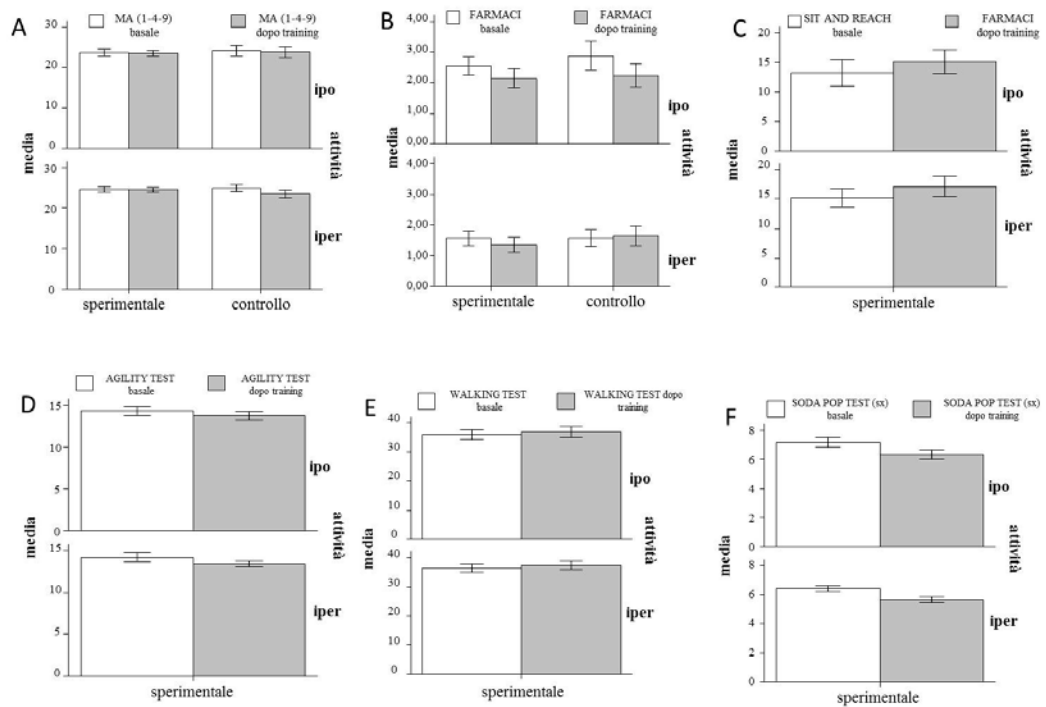 A
MA (1-4-9)
basale
MA (1-4-9)
dopo training
30
20
10
0
ipo
30
20
10
0
iper
media
attività
sperimentale
controllo
B
FARMACI
basale
FARMACI
dopo training
4,00
3,00
2,00
1,00
0,00
ipo
4,00
3,00
2,00
1,00
0,00
iper
media
attività
sperimentale
controllo
C
SIT AND REACH
basale
FARMACI
dopo training
20
15
10
5
0
ipo
20
15
10
5
0
iper
media
attività
sperimentale
D
AGILITY TEST
basale
AGILITY TEST
dopo training
15
10
5
0
ipo
15
10
5
0
iper
media
attività
sperimentale
E
WALKING TEST
basale
WALKING TEST dopo
training
40
30
20
10
0
ipo
40
30
20
10
0
iper
media
attività
sperimentale
F
SODA POP TEST (sx)
basale
SODA POP TEST (sx)
dopo training
8
6
4
2
0
ipo
8
6
4
2
0
iper
media
attività
sperimentale